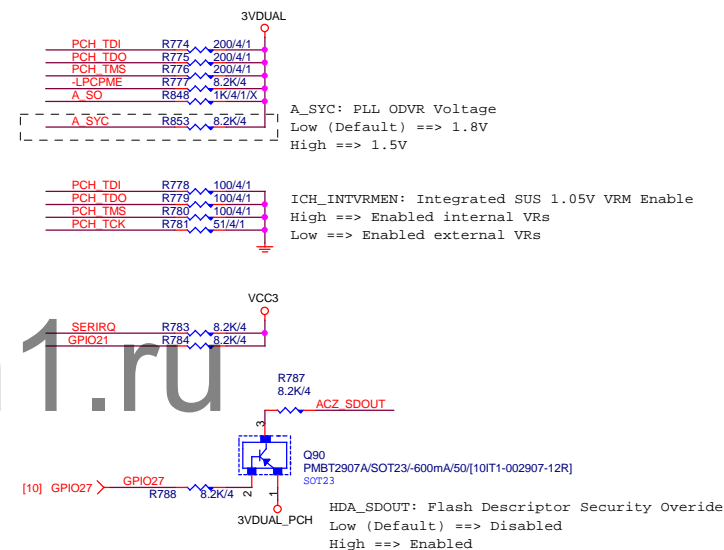 3VDUAL
PCH_TDI R774 200/4/1
PCH_TDO R775 200/4/1
PCH_TMS R776 200/4/1
-LPCPME R777 8.2K/4
A_SO R848 1K/4/1/X
A_SYC R853 8.2K/4
A_SYC: PLL ODVR Voltage
Low (Default) ==> 1.8V
High ==> 1.5V
PCH_TDI R778 100/4/1
PCH_TDO R779 100/4/1
PCH_TMS R780 100/4/1
PCH_TCK R781 51/4/1
ICH_INTVRMEN: Integrated SUS 1.05V VRM Enable
High ==> Enabled internal VRs
Low ==> Enabled external VRs
VCC3
SERIRQ R783 8.2K/4
GPIO21 R784 8.2K/4
1.ru
R787
8.2K/4
ACZ_SDOUT
3
Q90
PMBT2907A/SOT23/-600mA/50/[10IT1-002907-12R]
SOT23
[10] GPIO27 GPIO27 R788 8.2K/4
2 1
3VDUAL_PCH
HDA_SDOUT: Flash Descriptor Security Overide
Low (Default) ==> Disabled
High ==> Enabled